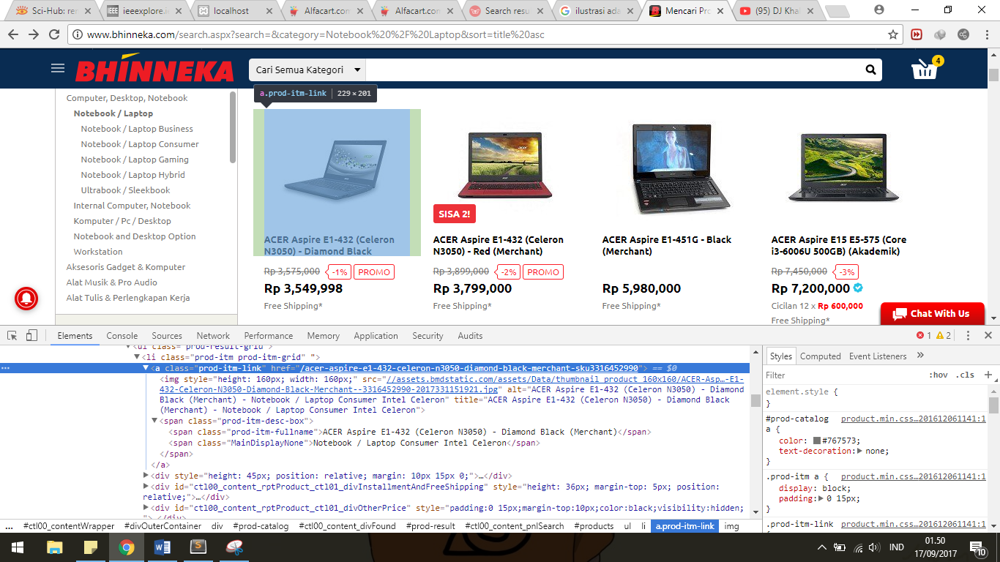 Sci-Hub: ren
ieeexplore.ie
localhost
Alfacart.com
Alfacart.com
Search resu
ilustrasi ada
Mencari Pro
(95) DJ Khal
www.bhinneka.com/search.aspx?search=&category=Notebook%20%2F%20Laptop&sort=title%20asc
BHINNEKA
Cari Semua Kategori
4
a.prod-itm-link | 229 × 201
Computer, Desktop, Notebook
Notebook / Laptop
Notebook / Laptop Business
Notebook / Laptop Consumer
Notebook / Laptop Gaming
Notebook / Laptop Hybrid
Ultrabook / Sleekbook
Internal Computer, Notebook
Komputer / Pc / Desktop
Notebook and Desktop Option
Workstation
Aksesoris Gadget & Komputer
Alat Musik & Pro Audio
Alat Tulis & Perlengkapan Kerja
ACER Aspire E1-432 (Celeron
N3050) - Diamond Black
Rp 3,575,000 -1% PROMO
Rp 3,549,998
Free Shipping*
SISA 2!
ACER Aspire E1-432 (Celeron
N3050) - Red (Merchant)
Rp 3,899,000 -2% PROMO
Rp 3,799,000
Free Shipping*
ACER Aspire E1-451G - Black
(Merchant)
Rp 5,980,000
Free Shipping*
ACER Aspire E15 E5-575 (Core
i3-6006U 500GB) (Akademik)
Rp 7,450,000 -3%
Rp 7,200,000
Cicilan 12 x Rp 600,000
Free Shipping*
Chat With Us
Elements Console Sources Network Performance Memory Application Security Audits
1 2
<ul class="prod-result-grid">
<li class="prod-itm prod-itm-grid" ">
<a class="prod-itm-link" href="/acer-aspire-e1-432-celeron-n3050-diamond-black-merchant-sku3316452990"> == $0
<img style="height: 160px; width: 160px;" src="//assets.bmdstatic.com/assets/Data/thumbnail_product_160x160/ACER-Asp…-E1-
432-Celeron-N3050-Diamond-Black-Merchant--3316452990-2017331151921.jpg" alt="ACER Aspire E1-432 (Celeron N3050) - Diamond
Black (Merchant) - Notebook / Laptop Consumer Intel Celeron" title="ACER Aspire E1-432 (Celeron N3050) - Diamond Black
(Merchant) - Notebook / Laptop Consumer Intel Celeron">
<span class="prod-itm-desc-box">
<span class="prod-itm-fullname">ACER Aspire E1-432 (Celeron N3050) - Diamond Black (Merchant)</span>
<span class="MainDisplayNone">Notebook / Laptop Consumer Intel Celeron</span>
</span>
</a>
<div style="height: 45px; position: relative; margin: 10px 15px 0;">…</div>
<div id="ctl00_content_rptProduct_ctl01_divInstallmentAndFreeShipping" style="height: 36px; margin-top: 5px; position:
relative;">…</div>
<div id="ctl00_content_rptProduct_ctl01_divOtherPrice" style="padding:0 15px;margin-top:10px;color:black;visibility:hidden;
">…</div>
... #ctl00_contentWrapper #divOuterContainer div #prod-catalog #ctl00_content_divFound #prod-result #ctl00_content_pnlSearch #products ul li a.prod-itm-link img
Styles Computed Event Listeners »
Filter :hov .cls +
element.style {
}
#prod-catalog product.min.css…201612061141:1
a {
color: #767573;
text-decoration: none;
}
.prod-itm a { product.min.css…201612061141:1
display: block;
padding: 0 15px;
}
.prod-itm-link product.min.css…201612061141:1
IND
01.50
17/09/2017
10